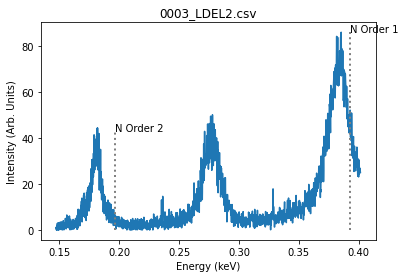 0003_LDEL2.csv
N Order 1
N Order 2
Intensity (Arb. Units)
80
60
40
20
0
0.15 0.20 0.25 0.30 0.35 0.40
Energy (keV)